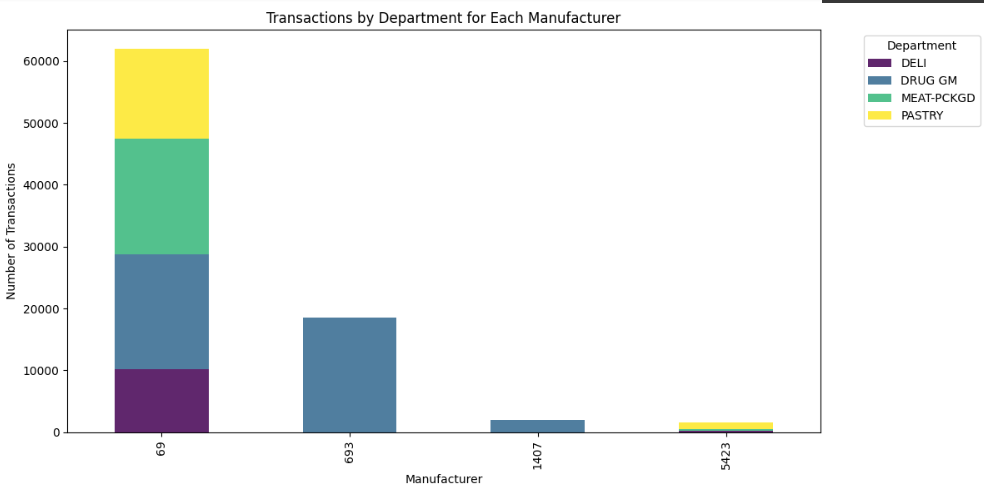 Transactions by Department for Each Manufacturer
Number of Transactions
60000
50000
40000
30000
20000
10000
0
69
693
1407
5423
Manufacturer
Department
DELI
DRUG GM
MEAT-PCKGD
PASTRY